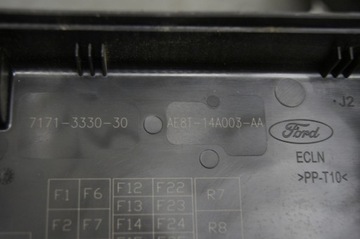 J2
7171-3330-30
AE8T-14A003-AA
Ford
ECLN
>PP-T10<
F1 F6 F12 F22 R7
F13 F23
F2 F7 F14 F24 R8